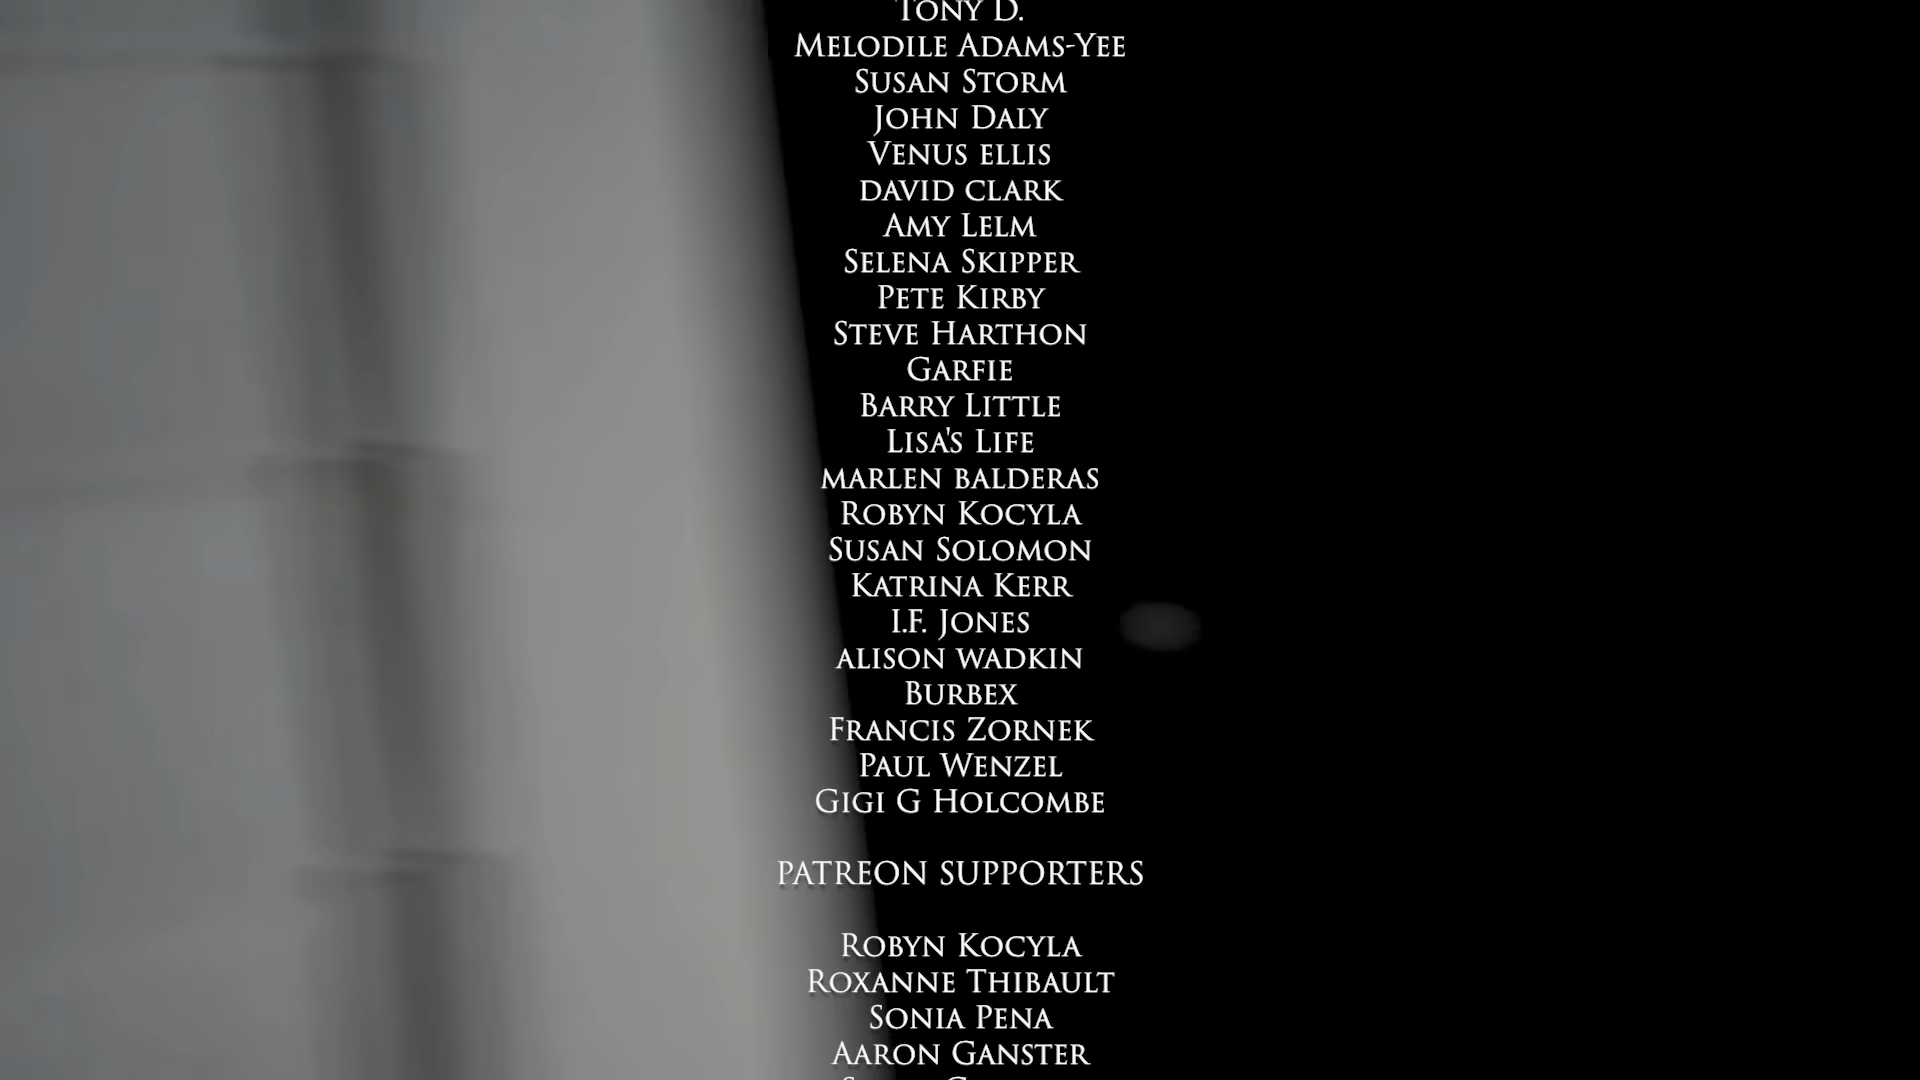 Tony D.
Melodile Adams-Yee
Susan Storm
John Daly
Venus ellis
david clark
Amy Lelm
Selena Skipper
Pete Kirby
Steve Harthon
Garfie
Barry Little
Lisa's Life
marlen balderas
Robyn Kocyla
Susan Solomon
Katrina Kerr
I.F. Jones
alison wadkin
Burbex
Francis Zornek
Paul Wenzel
Gigi G Holcombe
PATREON SUPPORTERS
Robyn Kocyla
Roxanne Thibault
Sonia Pena
Aaron Ganster